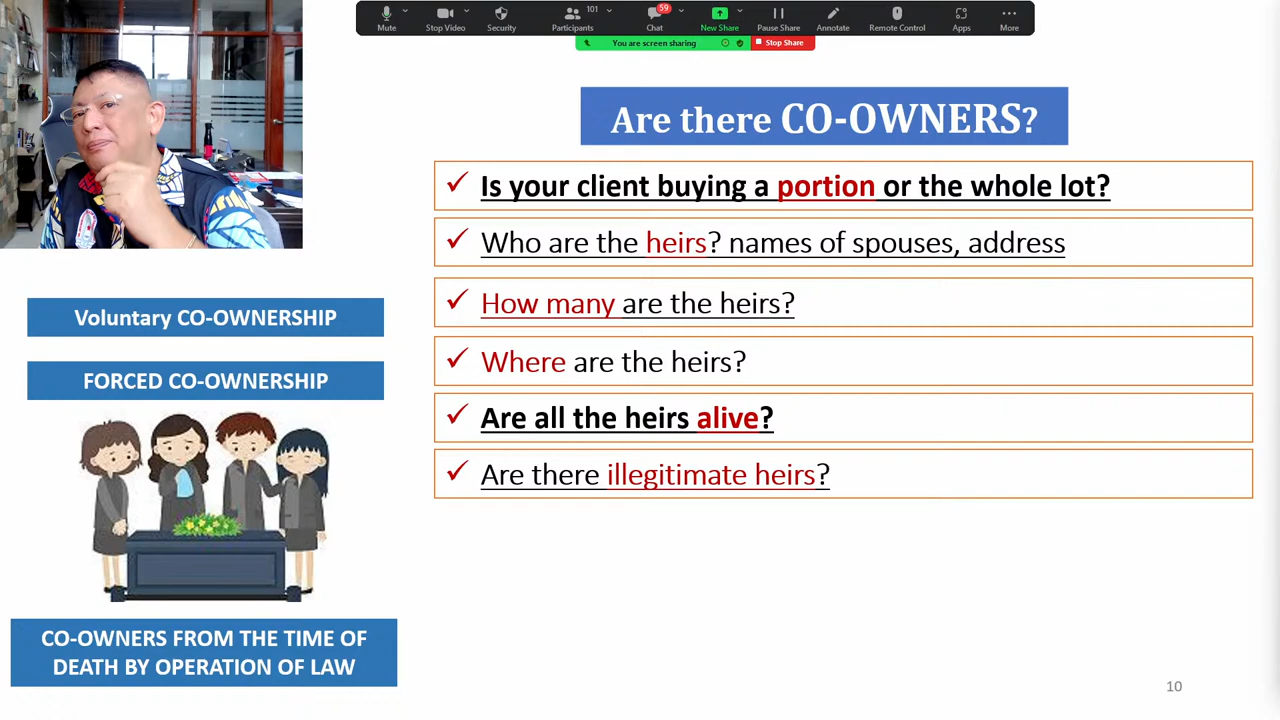 101
59
Mute
Stop Video
Security
Participants
Chat
New Share
Pause Share
Annotate
Remote Control
Apps
More
You are screen sharing
Stop Share
Are there CO-OWNERS?
Is your client buying a portion or the whole lot?
Who are the heirs? names of spouses, address
How many are the heirs?
Where are the heirs?
Are all the heirs alive?
Are there illegitimate heirs?
Voluntary CO-OWNERSHIP
FORCED CO-OWNERSHIP
CO-OWNERS FROM THE TIME OF
DEATH BY OPERATION OF LAW
10